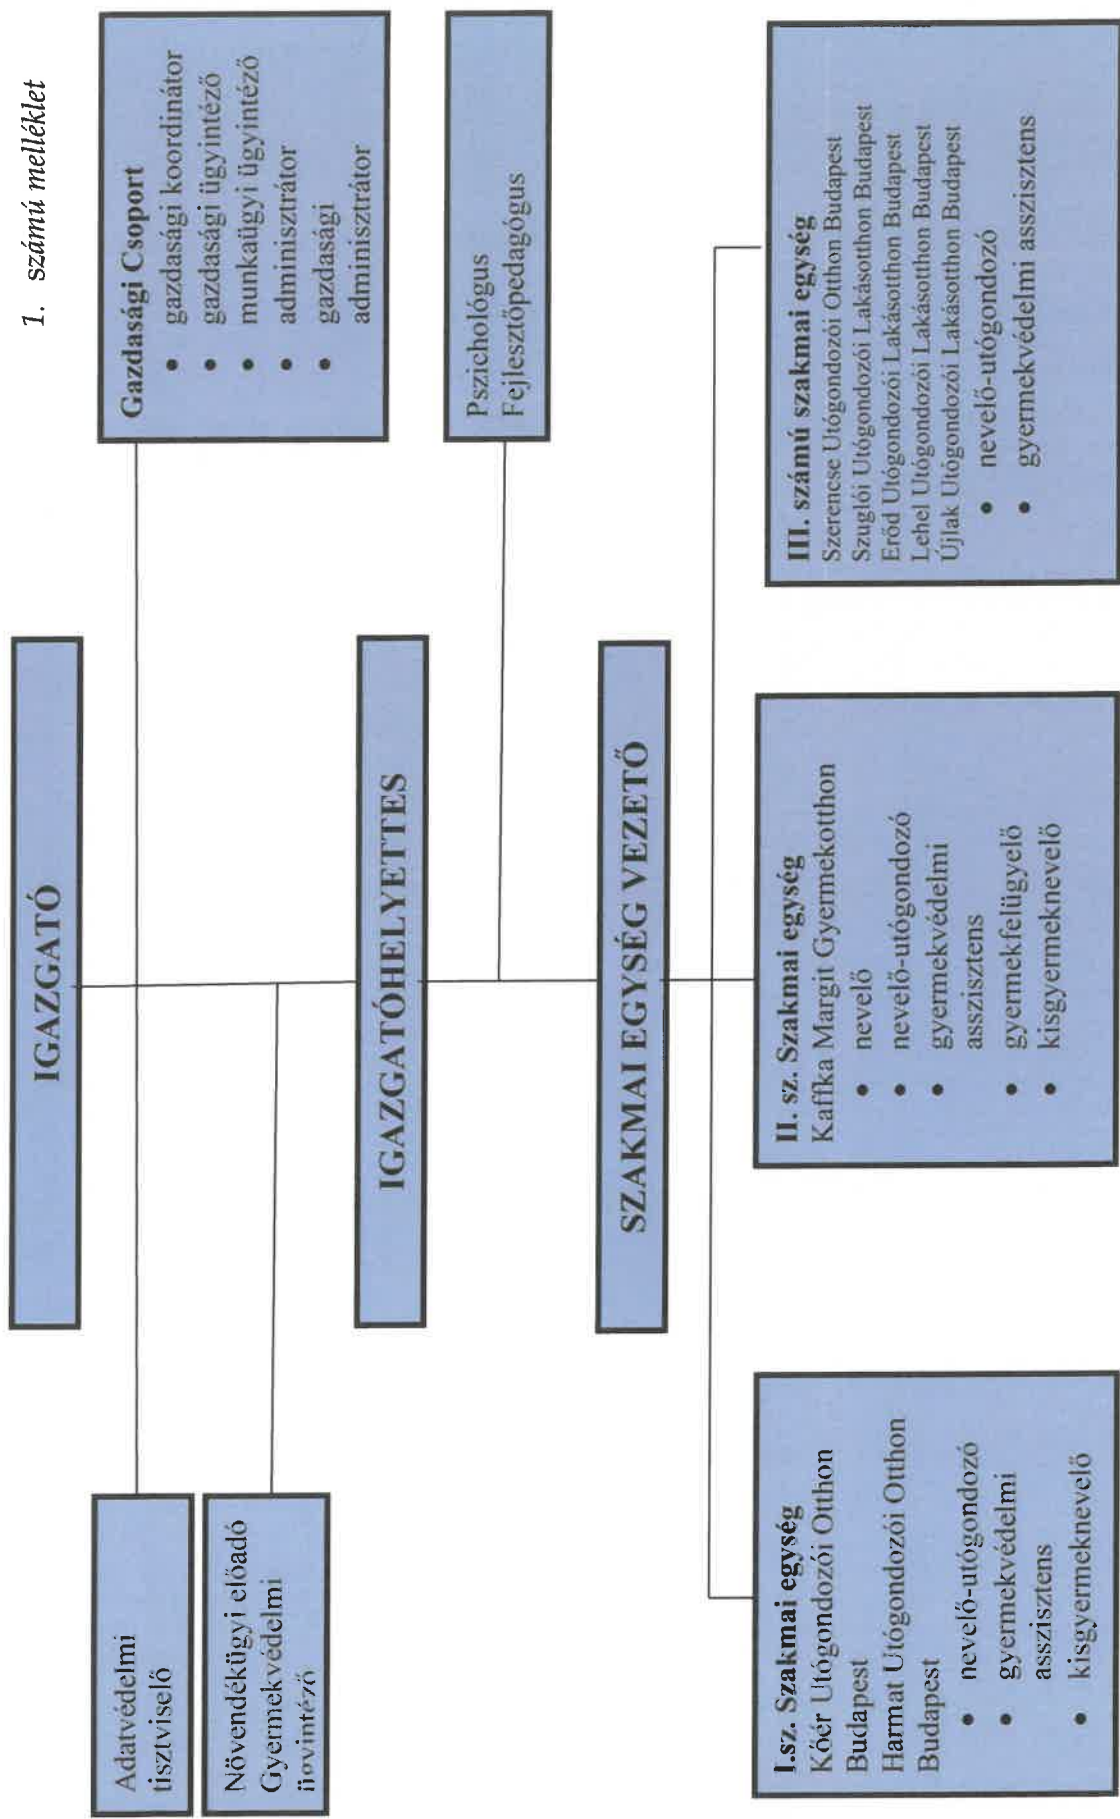 1. számú melléklet
IGAZGATÓ
Adatvédelmi
tisztviselő
Növendékügyi előadó
Gyermekvédelmi
ügyintéző
Gazdasági Csoport
• gazdasági koordinátor
• gazdasági ügyintéző
• munkaügyi ügyintéző
• adminisztrátor
• gazdasági
adminisztrátor
IGAZGATÓHELYETTES
Pszichológus
Fejlesztőpedagógus
SZAKMAI EGYSÉG VEZETŐ
I.sz. Szakmai egység
Kőér Utógondozói Otthon
Budapest
Harmat Utógondozói Otthon
Budapest
• nevelő-utógondozó
• gyermekvédelmi
asszisztens
• kisgyermeknevelő
II. sz. Szakmai egység
Kaffka Margit Gyermekotthon
• nevelő
• nevelő-utógondozó
• gyermekvédelmi
asszisztens
• gyermekfelügyelő
• kisgyermeknevelő
III. számú szakmai egység
Szerencse Utógondozói Otthon Budapest
Szuglói Utógondozói Lakásotthon Budapest
Erőd Utógondozói Lakásotthon Budapest
Lehel Utógondozói Lakásotthon Budapest
Újlak Utógondozói Lakásotthon Budapest
• nevelő-utógondozó
• gyermekvédelmi asszisztens